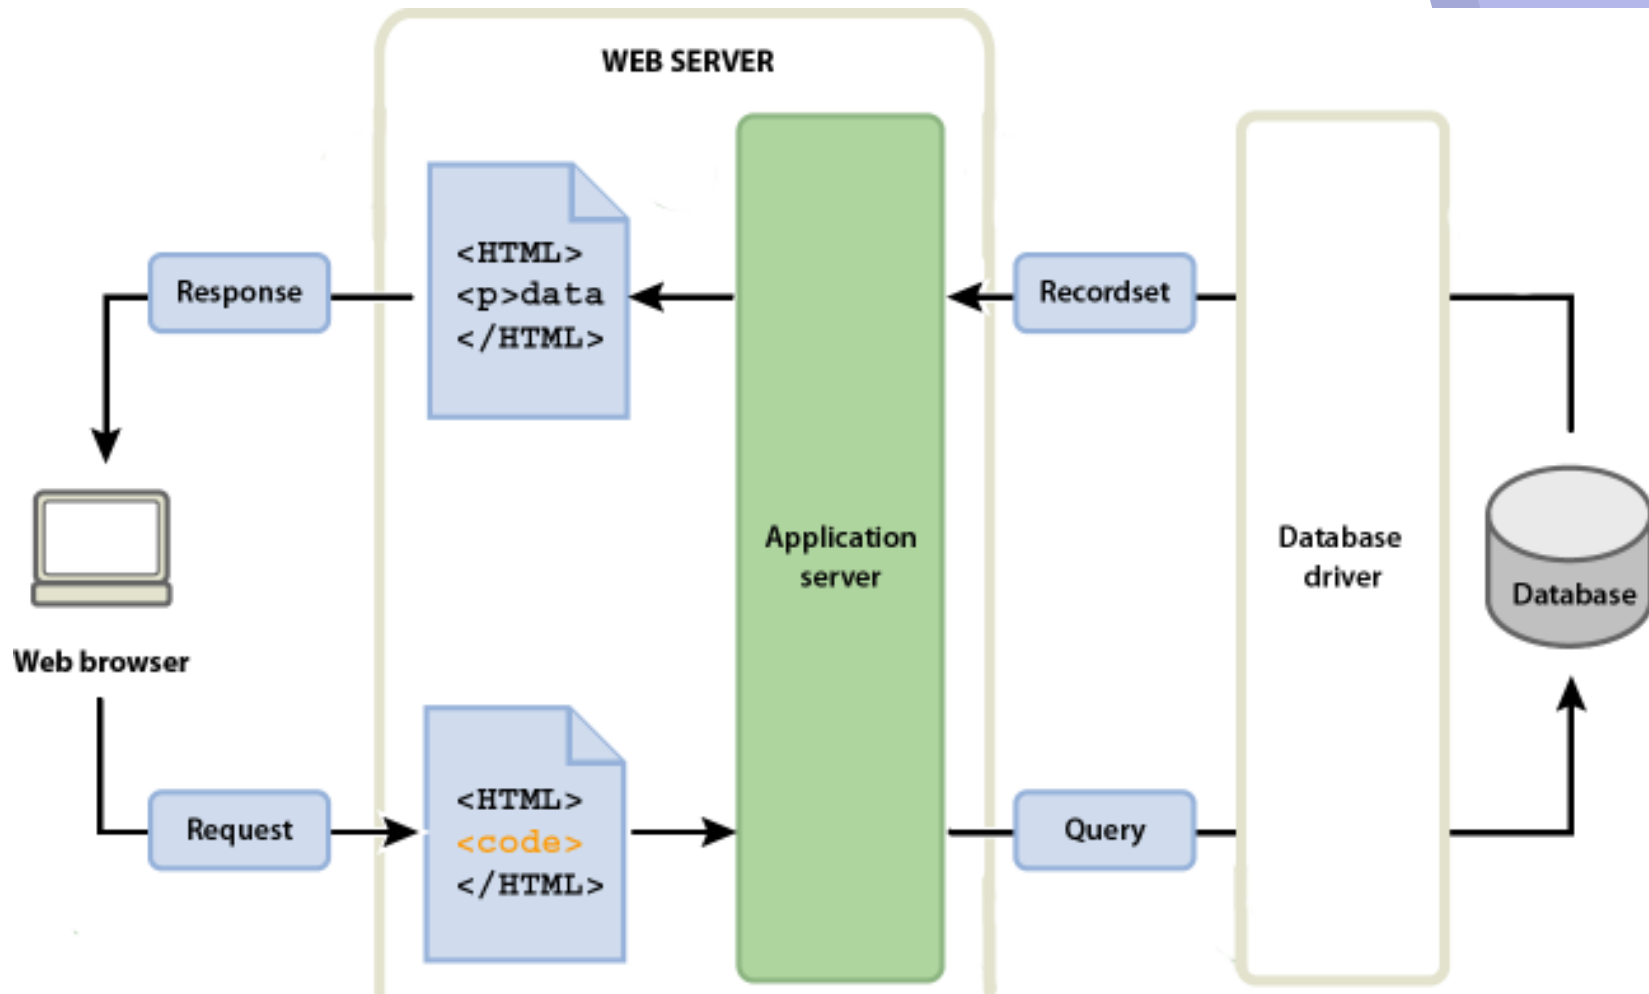 WEB SERVER
<HTML>
<p>data
</HTML>
Response
Recordset
Application
server
Database
driver
Database
Web browser
<HTML>
<code>
</HTML>
Request
Query